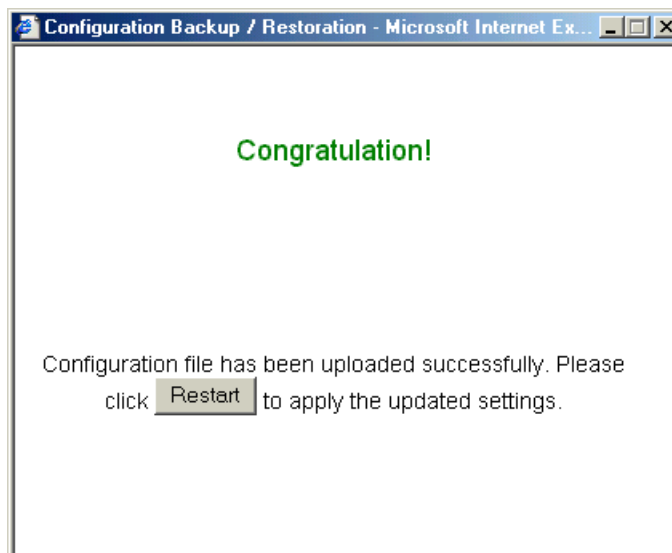 Configuration Backup / Restoration - Microsoft Internet Ex...
Congratulation!
Configuration file has been uploaded successfully. Please
click Restart to apply the updated settings.